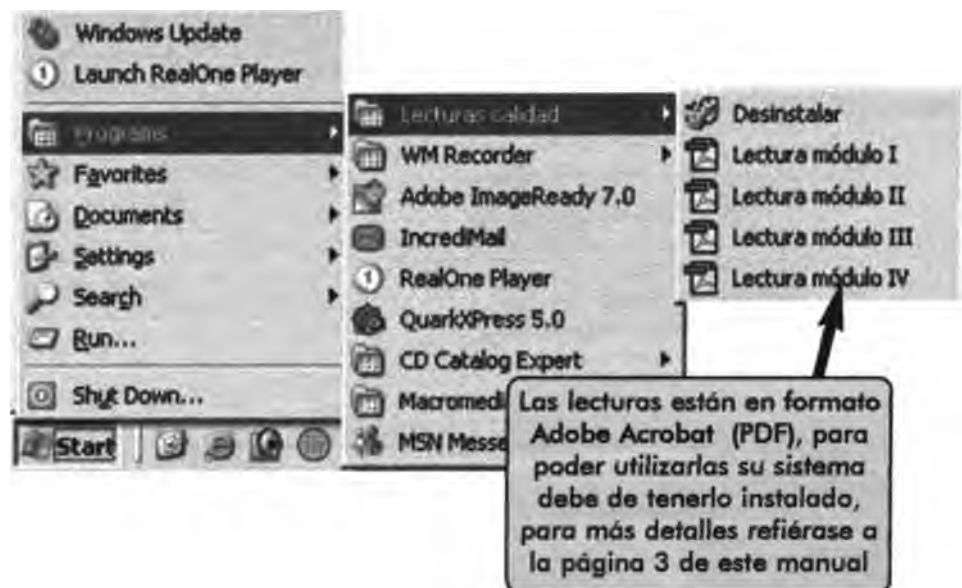 Windows Update
Launch RealOne Player
Programs
Favorites
Documents
Settings
Search
Run...
Shut Down...
Start
Lecturas calidad
WM Recorder
Adobe ImageReady 7.0
IncrediMail
RealOne Player
QuarkXPress 5.0
CD Catalog Expert
Macromedi
MSN Messe
Desinstalar
Lectura módulo I
Lectura módulo II
Lectura módulo III
Lectura módulo IV
Las lecturas están en formato
Adobe Acrobat (PDF), para
poder utilizarlas su sistema
debe de tenerlo instalado,
para más detalles refiérase a
la página 3 de este manual